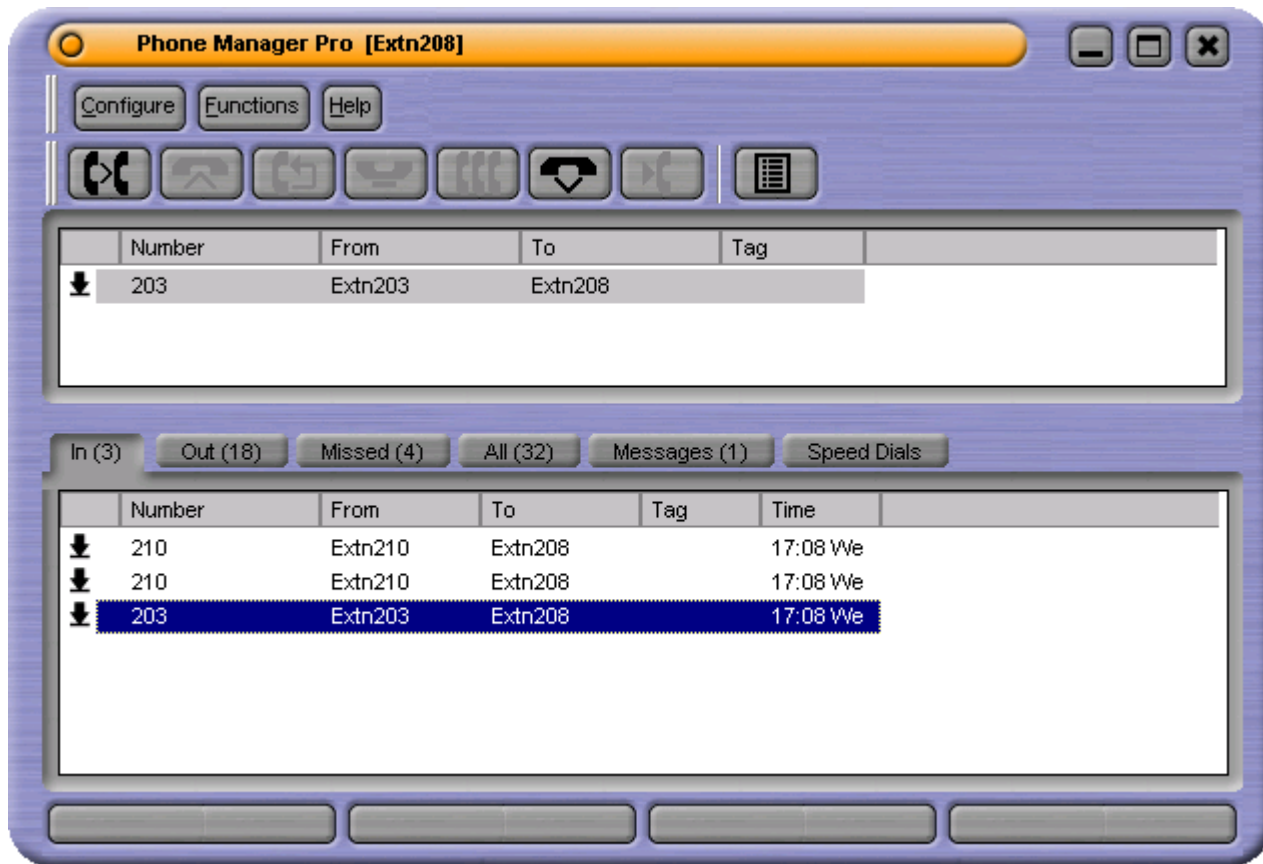 Phone Manager Pro [Extn208]
Configure Functions Help
Number From To Tag
203 Extn203 Extn208
In (3) Out (18) Missed (4) All (32) Messages (1) Speed Dials
Number From To Tag Time
210 Extn210 Extn208 17:08 We
210 Extn210 Extn208 17:08 We
203 Extn203 Extn208 17:08 We